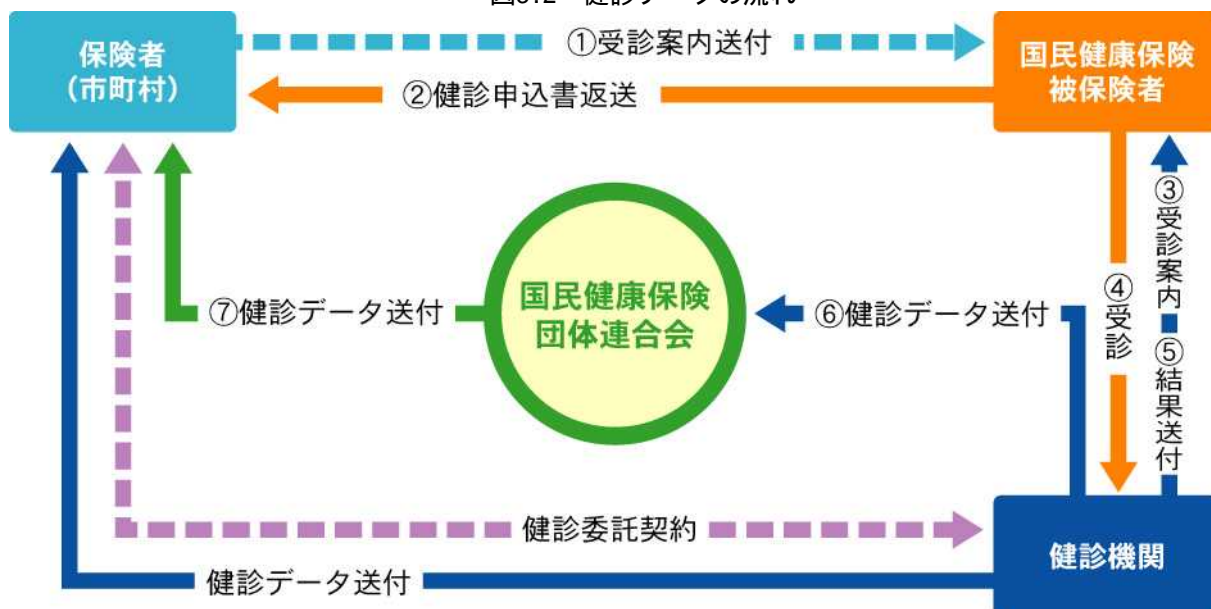 保険者
（市町村）
①受診案内送付
国民健康保険
被保険者
②健診申込書返送
③受診案内
④受診
⑤結果送付
国民健康保険
団体連合会
⑥健診データ送付
⑦健診データ送付
健診委託契約
健診機関
健診データ送付